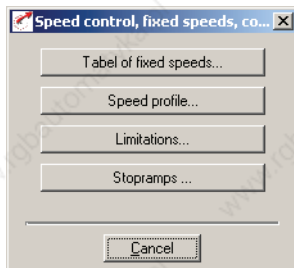 Speed control, fixed speeds, co...
Tabel of fixed speeds...
Speed profile...
Limitations...
Stopramps ...
Cancel